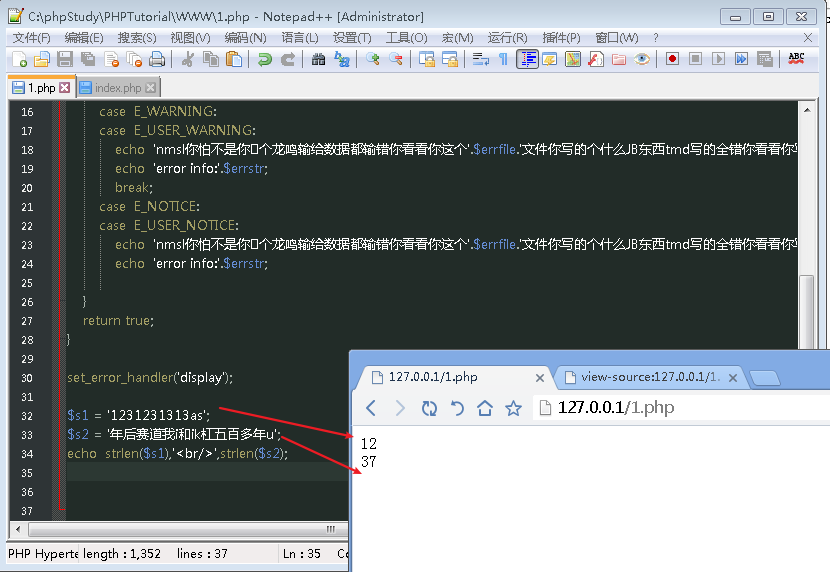 C:\phpStudy\PHPTutorial\WWW\1.php - Notepad++ [Administrator]
文件(F) 编辑(E) 搜索(S) 视图(V) 编码(N) 语言(L) 设置(T) 工具(O) 宏(M) 运行(R) 插件(P) 窗口(W) ?
1.php index.php
16 case E_WARNING:
17 case E_USER_WARNING:
18 echo 'nmsl你怕不是你个龙鸣输给数据都输错你看看你这个'.$errfile.'文件你写的个什么JB东西tmd写的全错你看看你写
19 echo 'error info:'.$errstr;
20 break;
21 case E_NOTICE:
22 case E_USER_NOTICE:
23 echo 'nmsl你怕不是你个龙鸣输给数据都输错你看看你这个'.$errfile.'文件你写的个什么JB东西tmd写的全错你看看你写
24 echo 'error info:'.$errstr;
25
26 }
27 return true;
28 }
29
30 set_error_handler('display');
31
32 $s1 = '1231231313as';
33 $s2 = '年后赛道我i和ik杠五百多年u';
34 echo strlen($s1),'<br/>',strlen($s2);
35
36
37
PHP Hyperte length : 1,352 lines : 37 Ln : 35 Co
127.0.0.1/1.php view-source:127.0.0.1/1.
127.0.0.1/1.php
12
37